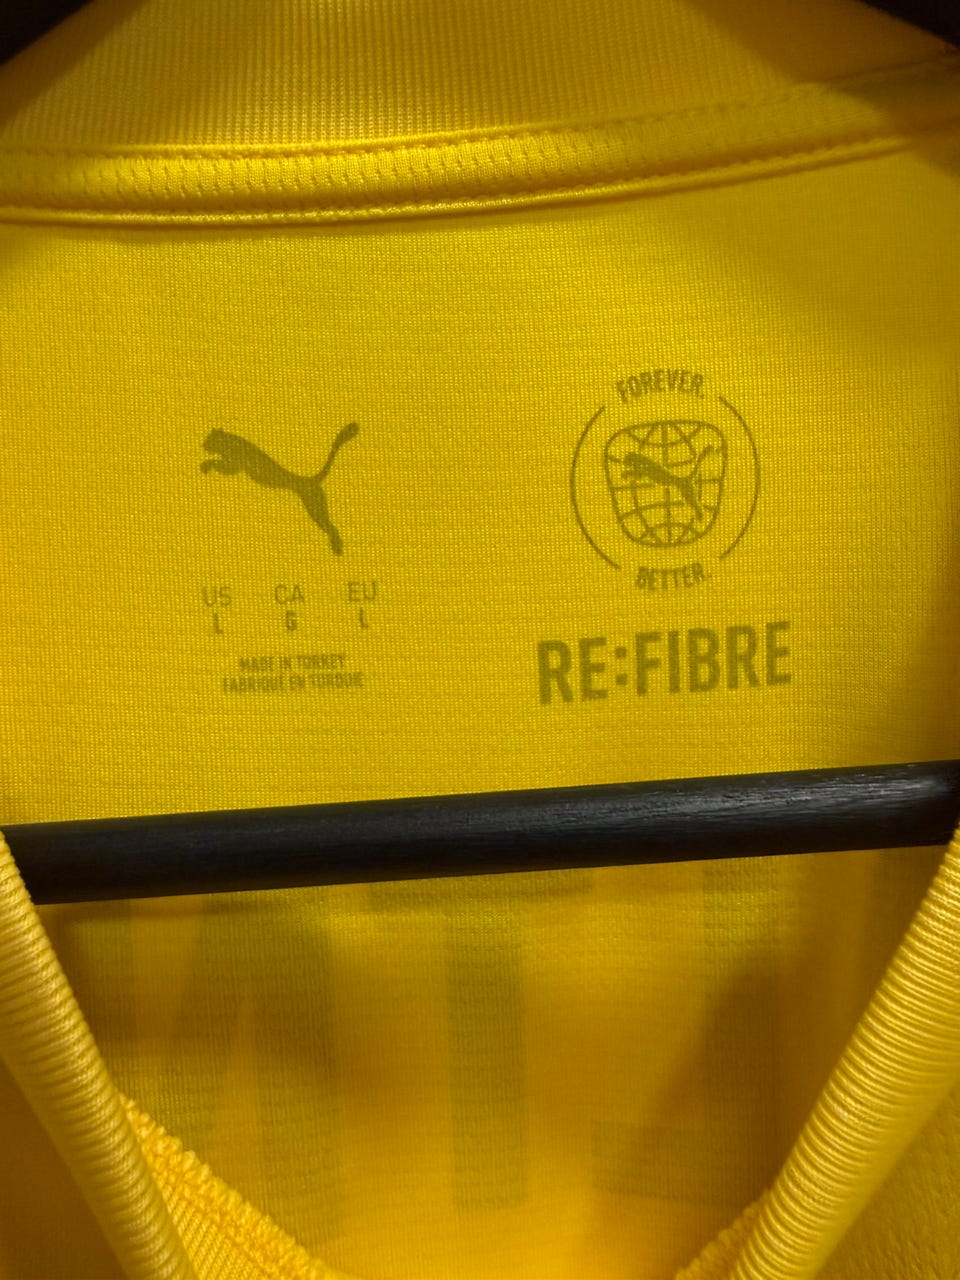 US CA EU
L G L
MADE IN TURKEY
FABRIQUÉ EN TURQUIE
FOREVER.
BETTER.
RE:FIBRE